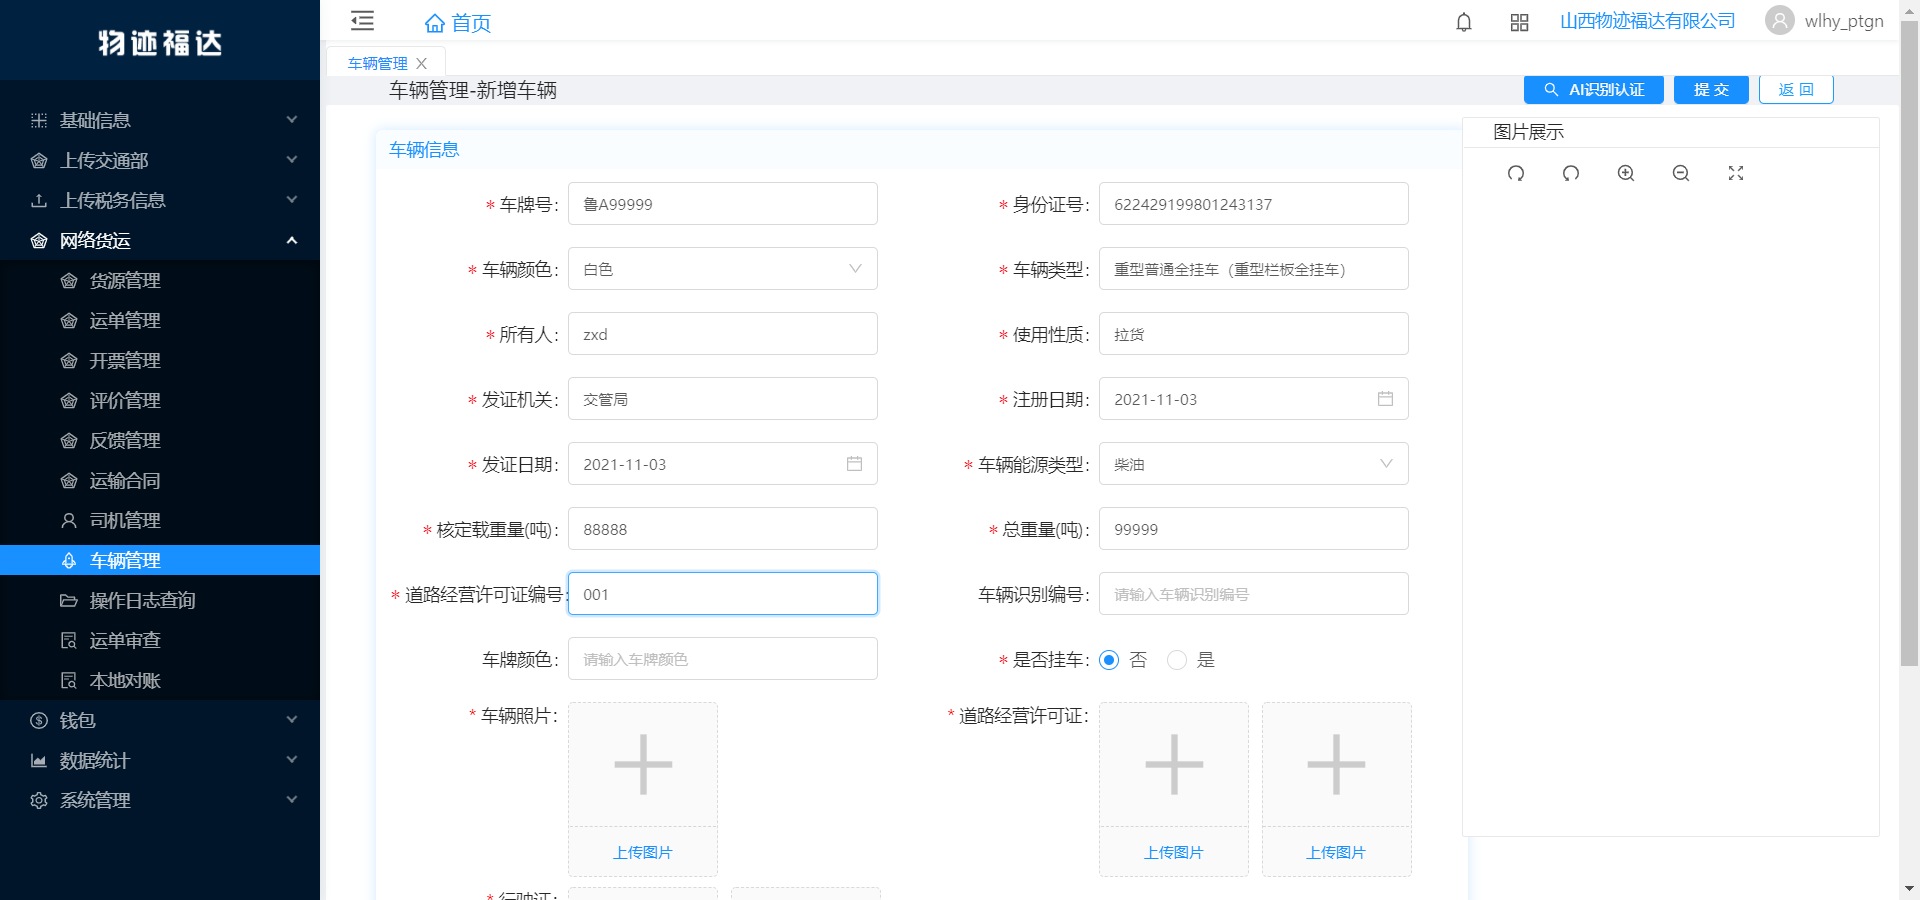 物迹福达
首页
山西物迹福达有限公司
wlhy_ptgn
车辆管理
车辆管理-新增车辆
AI识别认证
提 交
返 回
基础信息
上传交通部
上传税务信息
网络货运
货源管理
运单管理
开票管理
评价管理
反馈管理
运输合同
司机管理
车辆管理
操作日志查询
运单审查
本地对账
钱包
数据统计
系统管理
车辆信息
* 车牌号: 鲁A99999
* 身份证号: 622429199801243137
* 车辆颜色: 白色
* 车辆类型: 重型普通全挂车（重型栏板全挂车）
* 所有人: zxd
* 使用性质: 拉货
* 发证机关: 交管局
* 注册日期: 2021-11-03
* 发证日期: 2021-11-03
* 车辆能源类型: 柴油
* 核定载重量(吨): 88888
* 总重量(吨): 99999
* 道路经营许可证编号: 001
车辆识别编号: 请输入车辆识别编号
车牌颜色: 请输入车牌颜色
* 是否挂车: 否 是
* 车辆照片:
上传图片
* 道路经营许可证:
上传图片
上传图片
* 行驶证:
图片展示